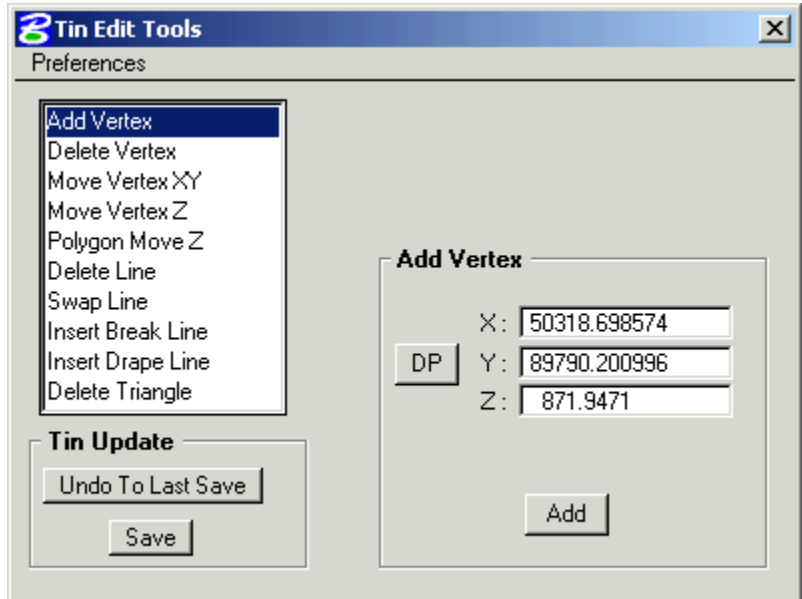 Tin Edit Tools
Preferences
Add Vertex
Delete Vertex
Move Vertex XY
Move Vertex Z
Polygon Move Z
Delete Line
Swap Line
Insert Break Line
Insert Drape Line
Delete Triangle
Tin Update
Undo To Last Save
Save
Add Vertex
X: 50318.698574
DP Y: 89790.200996
Z: 871.9471
Add